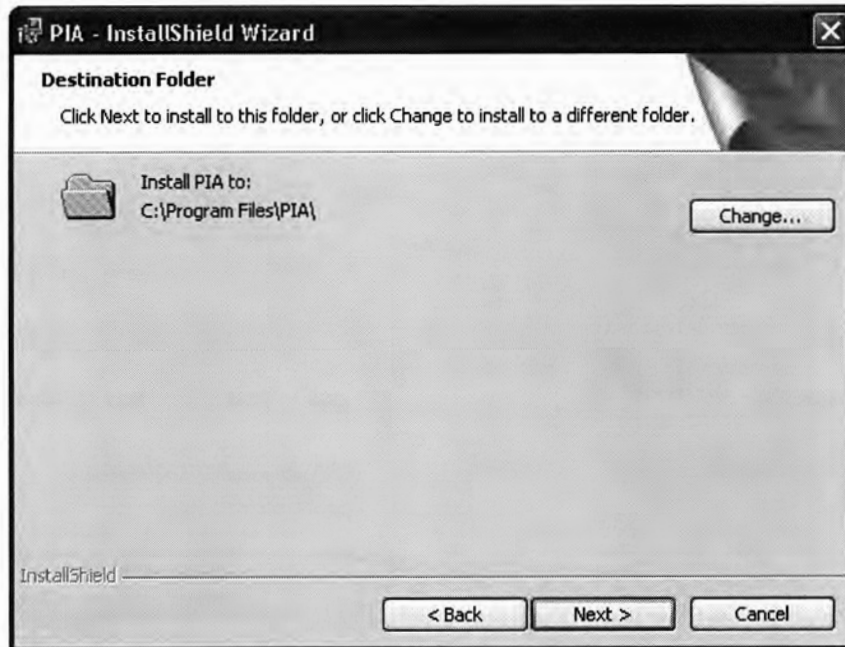 PIA - InstallShield Wizard
Destination Folder
Click Next to install to this folder, or click Change to install to a different folder.
Install PIA to:
C:\Program Files\PIA\
Change...
InstallShield
< Back
Next >
Cancel